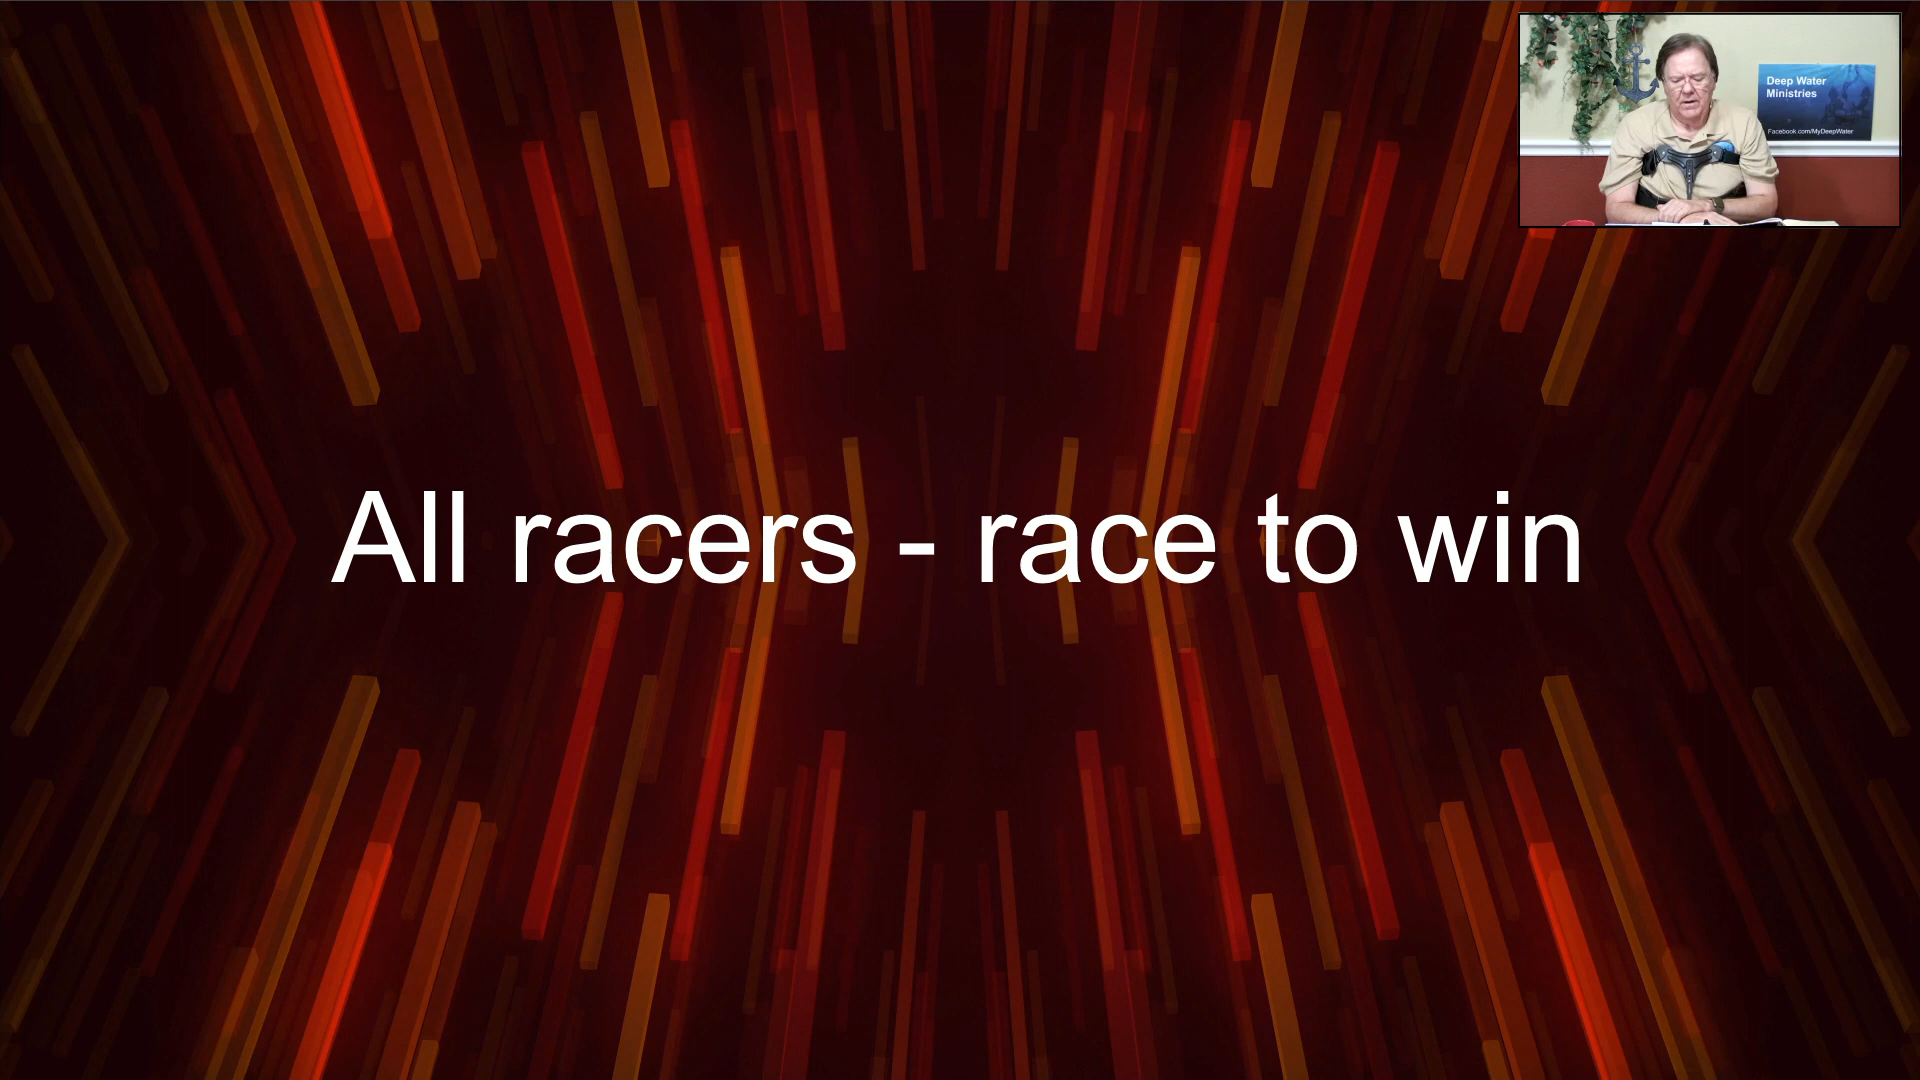 Deep Water
Ministries
Facebook.com/MyDeepWater
All racers - race to win